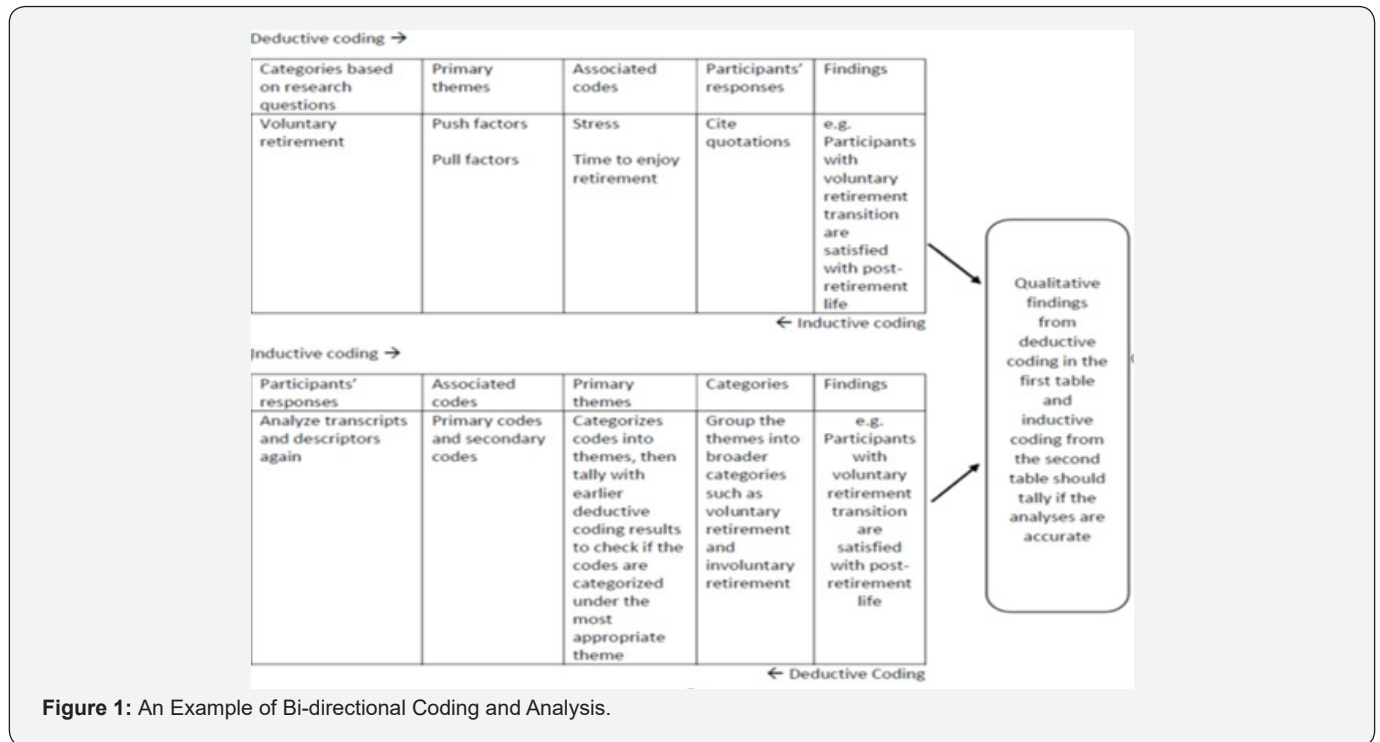 Deductive coding →
Categories based
on research
questions
Primary
themes
Associated
codes
Participants'
responses
Findings
Voluntary
retirement
Push factors
Pull factors
Stress
Time to enjoy
retirement
Cite
quotations
e.g.
Participants
with
voluntary
retirement
transition
are
satisfied
with post-
retirement
life
← Inductive coding
Inductive coding →
Participants'
responses
Associated
codes
Primary
themes
Categories
Findings
Analyze transcripts
and descriptors
again
Primary codes
and secondary
codes
Categorizes
codes into
themes, then
tally with
earlier
deductive
coding results
to check if the
codes are
categorized
under the
most
appropriate
theme
Group the
themes into
broader
categories
such as
voluntary
retirement
and
involuntary
retirement
e.g.
Participants
with
voluntary
retirement
transition
are
satisfied
with post-
retirement
life
← Deductive Coding
Qualitative
findings
from
deductive
coding in the
first table
and
inductive
coding from
the second
table should
tally if the
analyses are
accurate
Figure 1: An Example of Bi-directional Coding and Analysis.